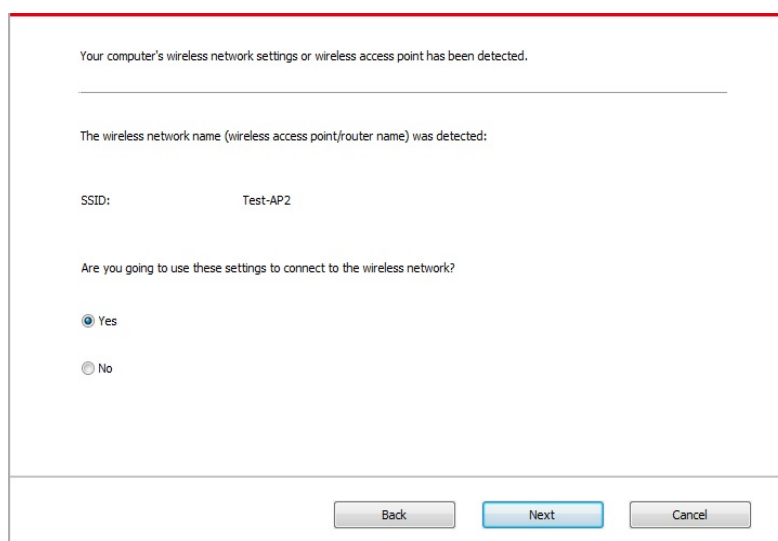 Your computer's wireless network settings or wireless access point has been detected.
The wireless network name (wireless access point/router name) was detected:
SSID: Test-AP2
Are you going to use these settings to connect to the wireless network?
Yes
No
Back Next Cancel